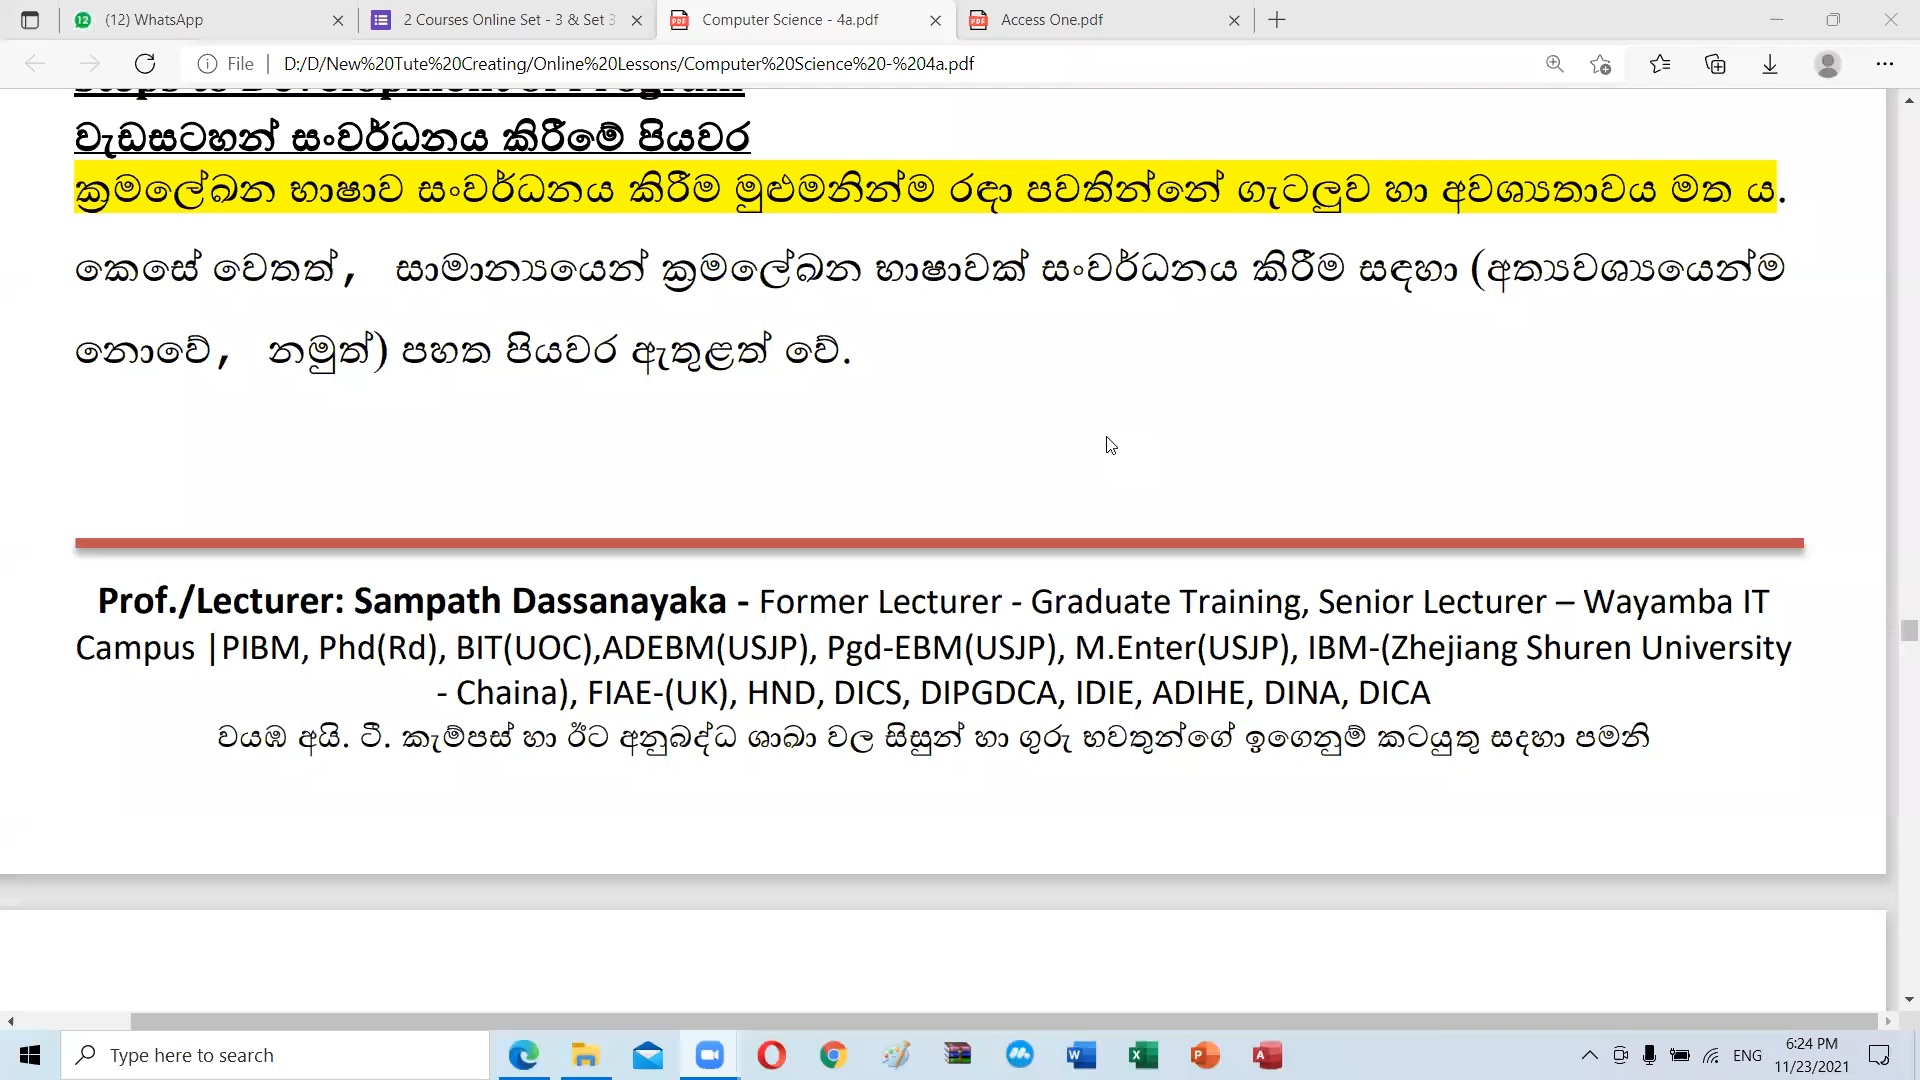 (12) WhatsApp
2 Courses Online Set - 3 & Set 3
Computer Science - 4a.pdf
Access One.pdf
File
D:/D/New%20Tute%20Creating/Online%20Lessons/Computer%20Science%20-%204a.pdf
Steps to Development of Program
වැඩසටහන් සංවර්ධනය කිරීමේ පියවර
ක්‍රමලේඛන භාෂාව සංවර්ධනය කිරීම මුළුමනින්ම රඳා පවතින්නේ ගැටලුව හා අවශ්‍යතාවය මත ය.
කෙසේ වෙතත්, සාමාන්‍යයෙන් ක්‍රමලේඛන භාෂාවක් සංවර්ධනය කිරීම සඳහා (අත්‍යවශ්‍යයෙන්ම
නොවේ, නමුත්) පහත පියවර ඇතුළත් වේ.
Prof./Lecturer: Sampath Dassanayaka - Former Lecturer - Graduate Training, Senior Lecturer – Wayamba IT
Campus |PIBM, Phd(Rd), BIT(UOC),ADEBM(USJP), Pgd-EBM(USJP), M.Enter(USJP), IBM-(Zhejiang Shuren University
- Chaina), FIAE-(UK), HND, DICS, DIPGDCA, IDIE, ADIHE, DINA, DICA
වයඹ අයි. ටී. කැම්පස් හා ඊට අනුබද්ධ ශාඛා වල සිසුන් හා ගුරු භවතුන්ගේ ඉගෙනුම් කටයුතු සදහා පමනි
Type here to search
ENG
6:24 PM
11/23/2021